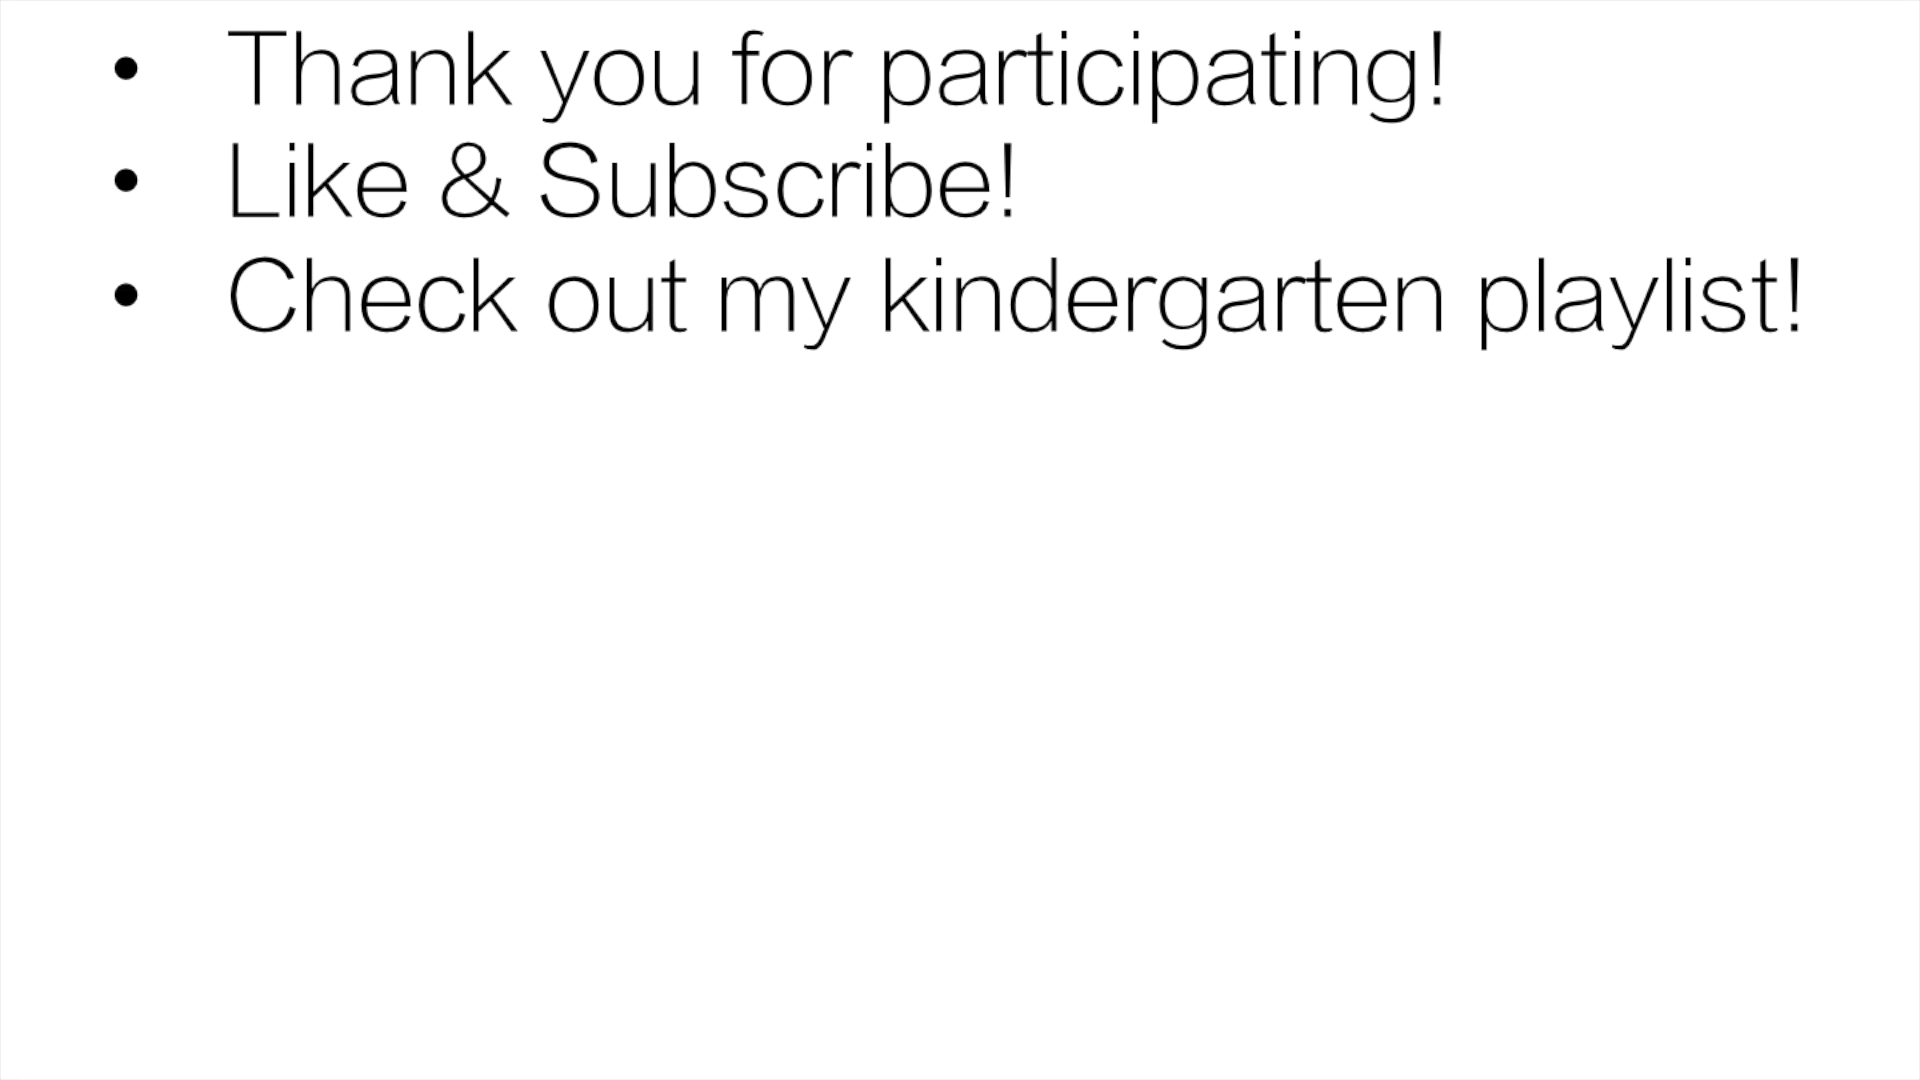 • Thank you for participating!
• Like & Subscribe!
• Check out my kindergarten playlist!